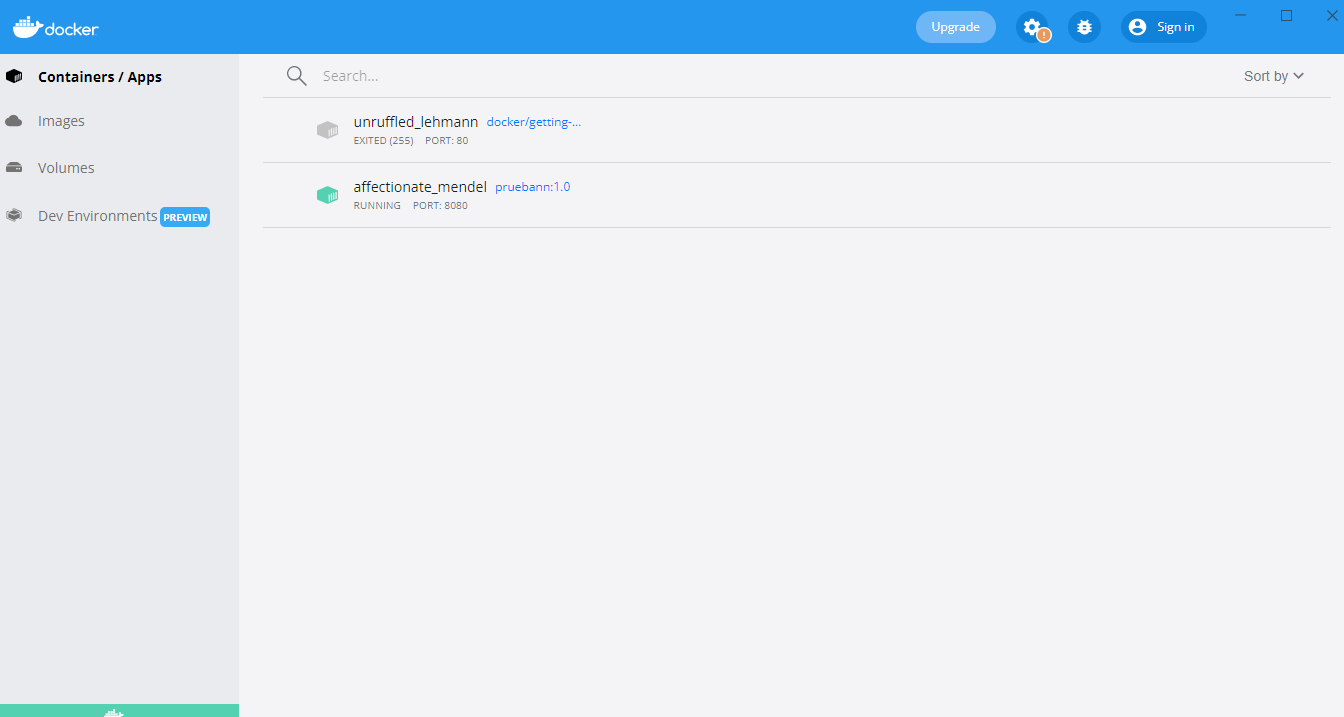 docker
Upgrade
!
Sign in
Containers / Apps
Images
Volumes
Dev Environments PREVIEW
Search...
Sort by
unruffled_lehmann docker/getting-...
EXITED (255) PORT: 80
affectionate_mendel pruebann:1.0
RUNNING PORT: 8080